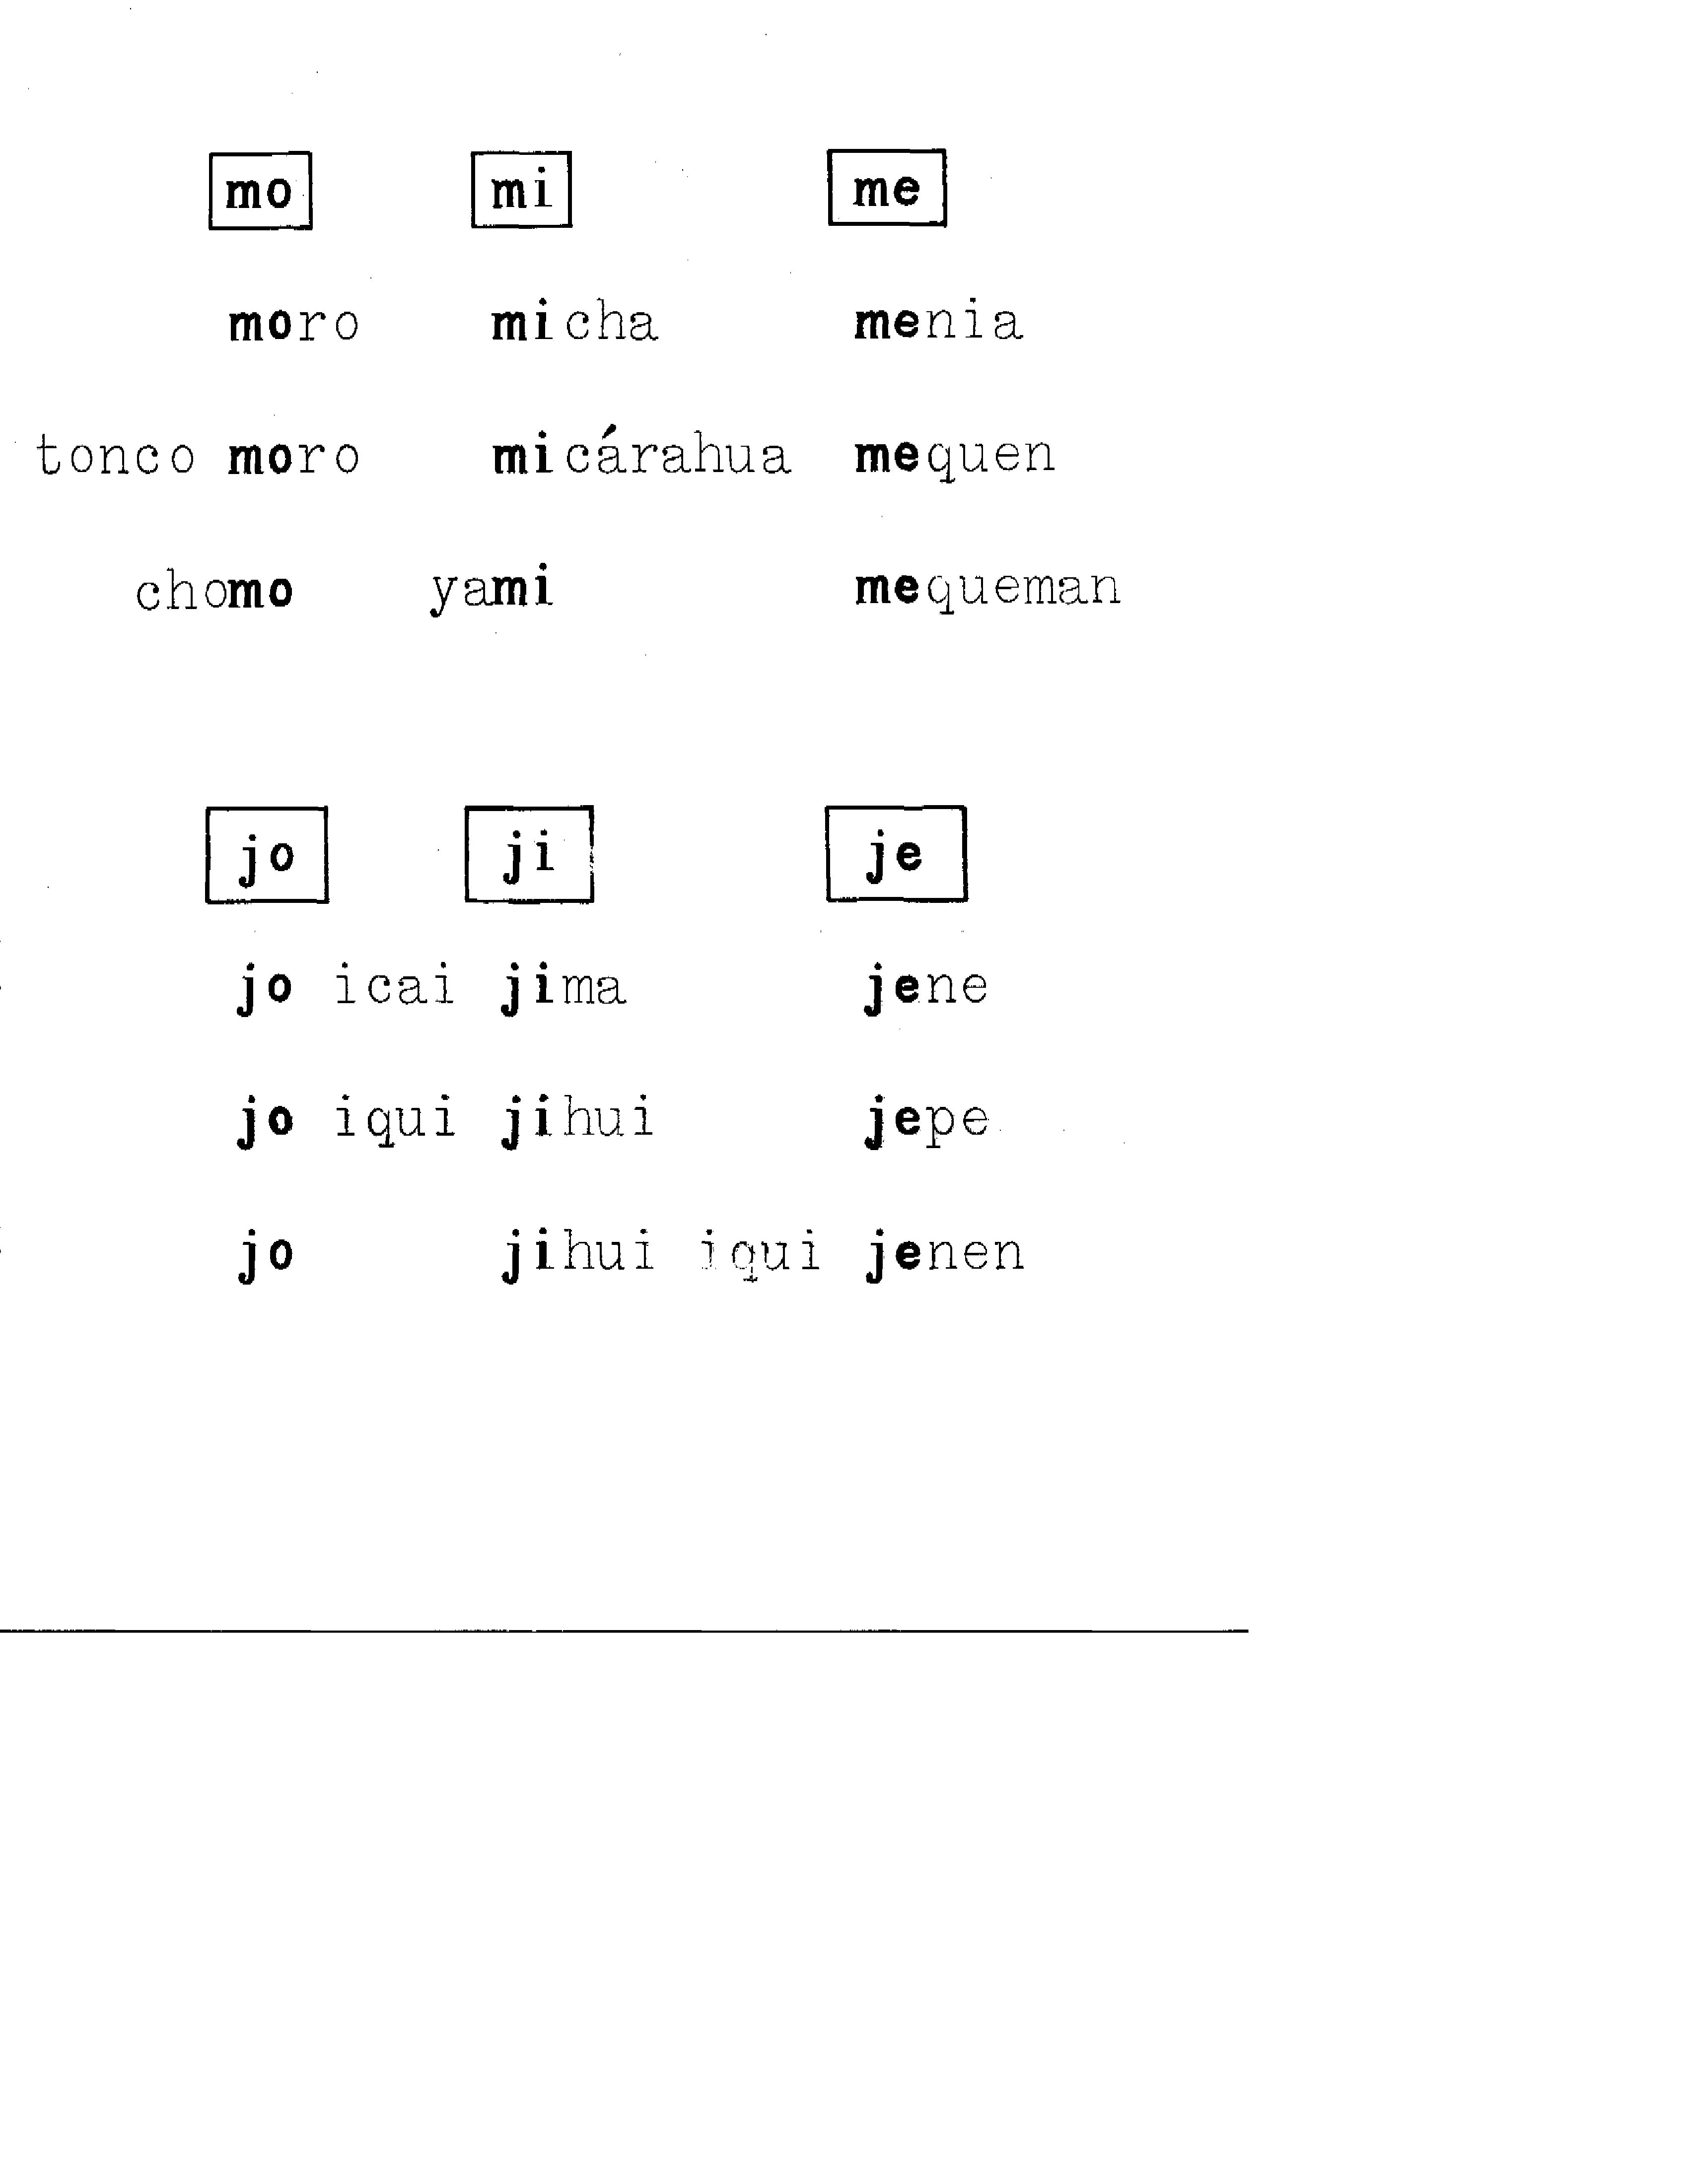 mo mi me
moro micha menia
tonco moro micárahua mequen
chomo yami mequeman
jo ji je
jo icai jima jene
jo iqui jihui jepe
jo jihui iqui jenen